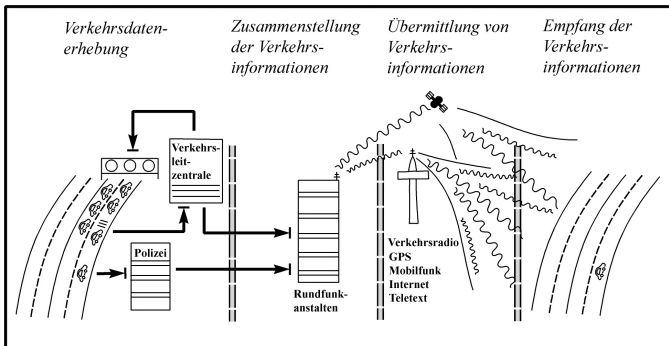 Verkehrsdaten-
erhebung
Zusammenstellung
der Verkehrs-
informationen
Übermittlung von
Verkehrs-
informationen
Empfang der
Verkehrs-
informationen
Verkehrs-
leit-
zentrale
Polizei
Rundfunk-
anstalten
Verkehrsradio
GPS
Mobilfunk
Internet
Teletext